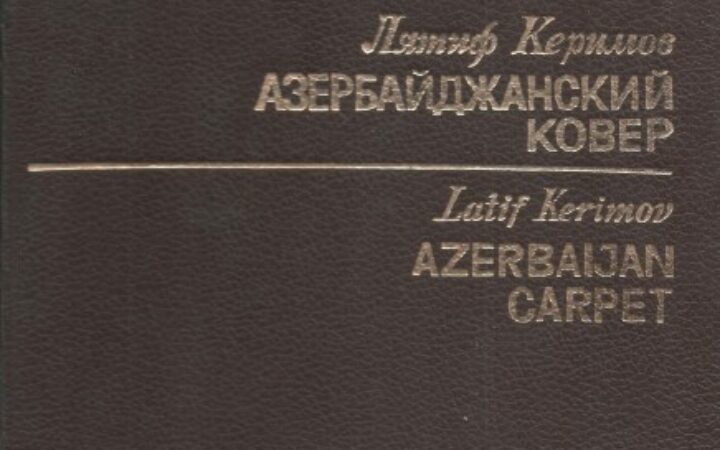 Лятиф Керимов
АЗЕРБАЙДЖАНСКИЙ
КОВЕР
Latif Kerimov
AZERBAIJAN
CARPET